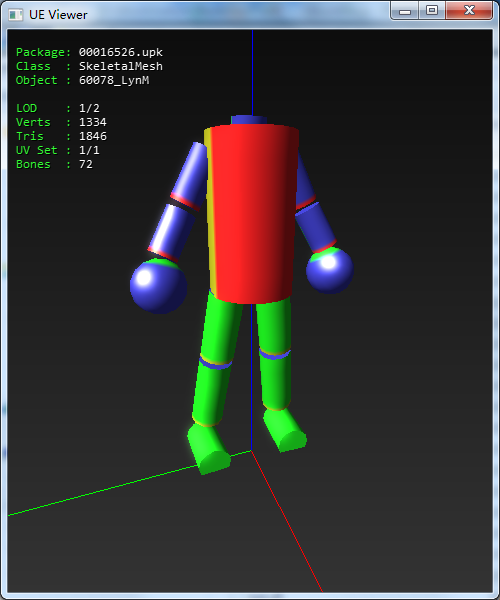 UE Viewer
Package: 00016526.upk
Class : SkeletalMesh
Object : 60078_LynM
LOD : 1/2
Verts : 1334
Tris : 1846
UV Set : 1/1
Bones : 72